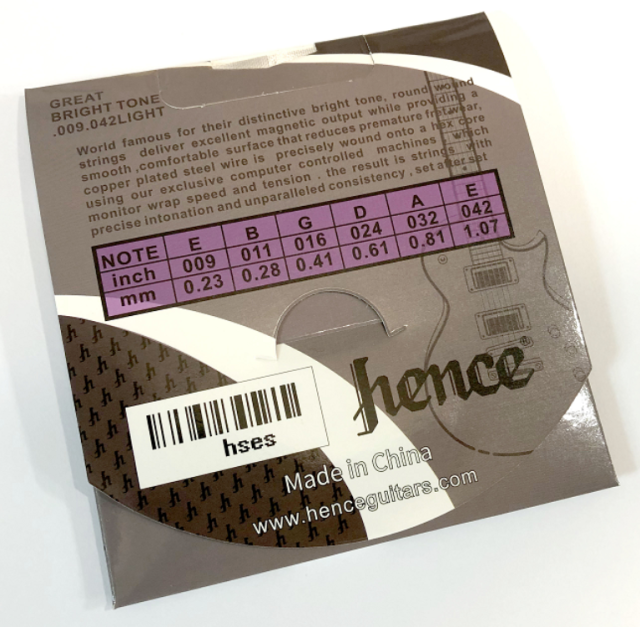 GREAT
BRIGHT TONE
.009.042LIGHT
World famous for their distinctive bright tone, round wound
strings deliver excellent magnetic output while providing a
smooth ,comfortable surface that reduces premature fret wear,
copper plated steel wire is precisely wound onto a hex core
using our exclusive computer controlled machines which
monitor wrap speed and tension . the result is strings with
precise intonation and unparalleled consistency , set after set
NOTE E B G D A E
inch 009 011 016 024 032 042
mm 0.23 0.28 0.41 0.61 0.81 1.07
hence®
hses
Made in China
www.henceguitars.com